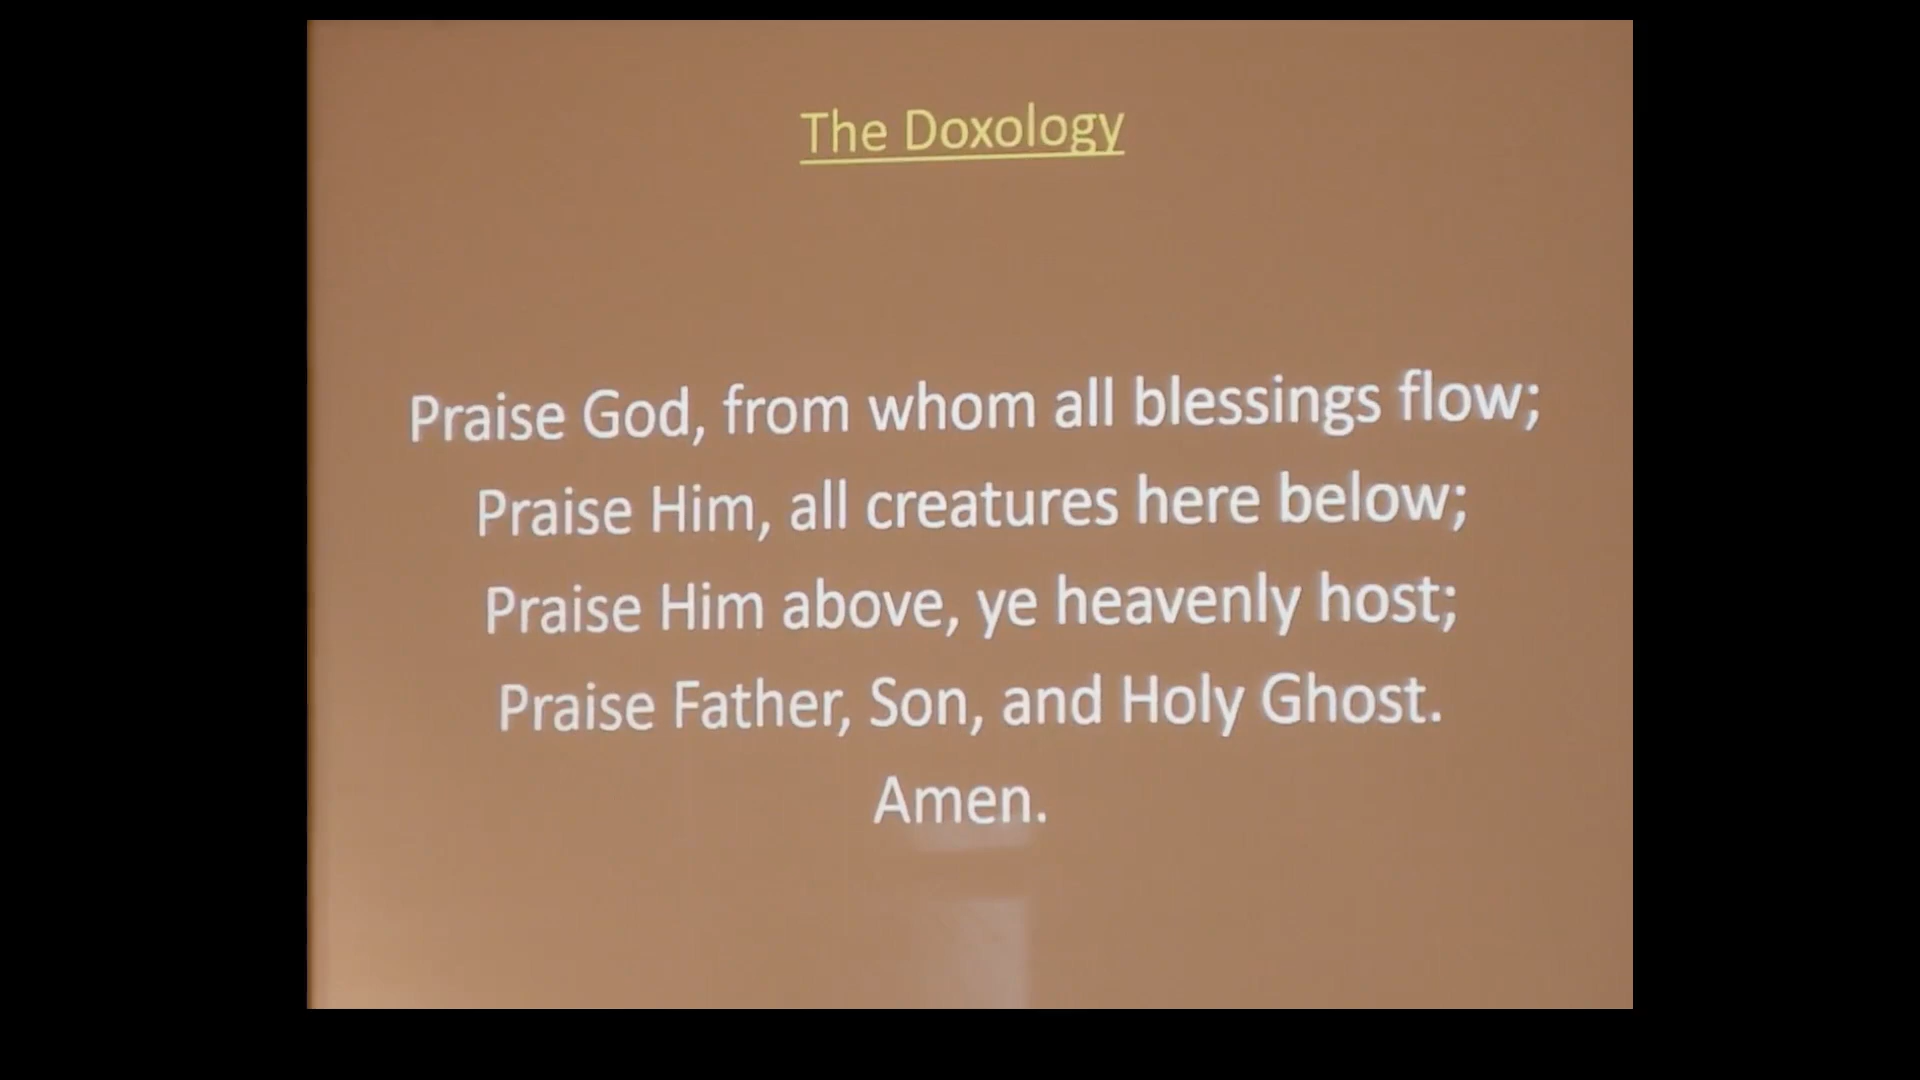 The Doxology
Praise God, from whom all blessings flow;
Praise Him, all creatures here below;
Praise Him above, ye heavenly host;
Praise Father, Son, and Holy Ghost.
Amen.